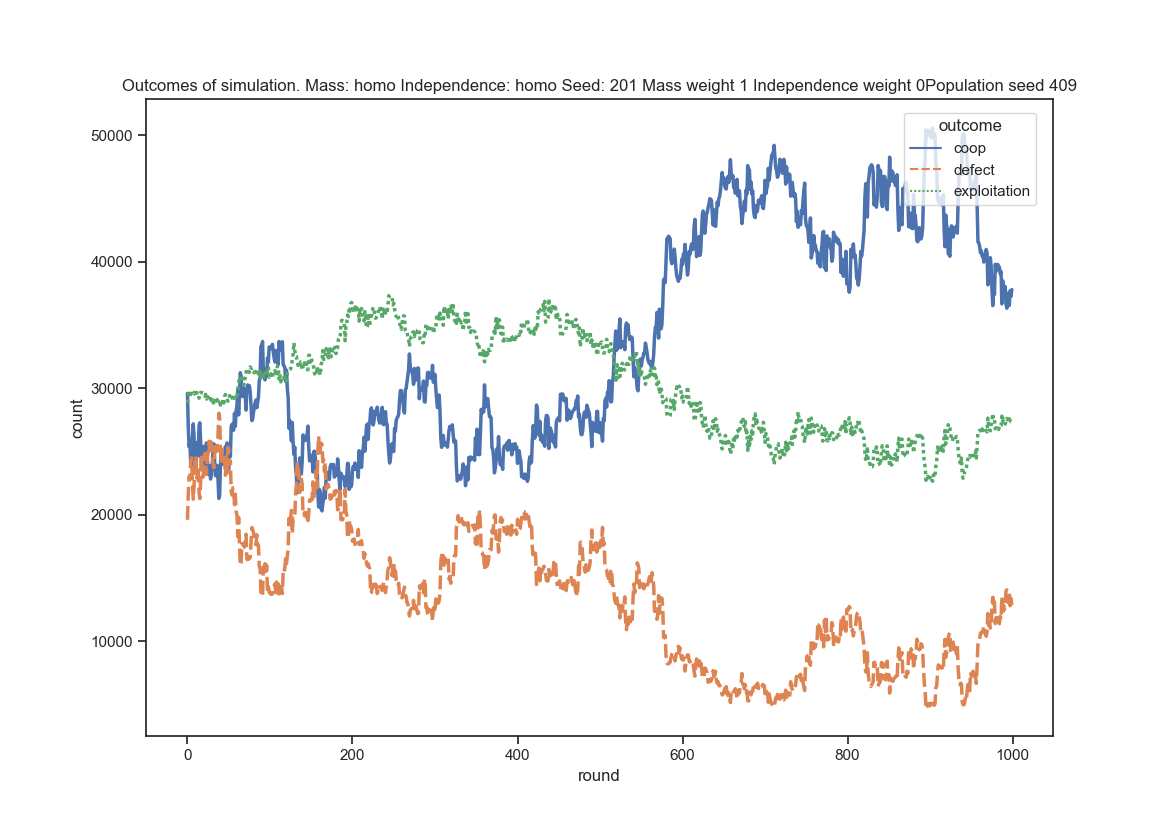 Outcomes of simulation. Mass: homo Independence: homo Seed: 201 Mass weight 1 Independence weight 0Population seed 409
outcome
coop
defect
exploitation
50000
40000
30000
20000
10000
count
0 200 400 600 800 1000
round